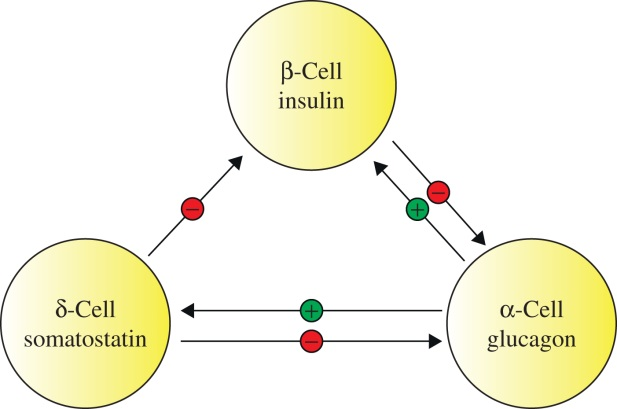 β-Cell
insulin
−
−
+
δ-Cell
somatostatin
+
−
α-Cell
glucagon